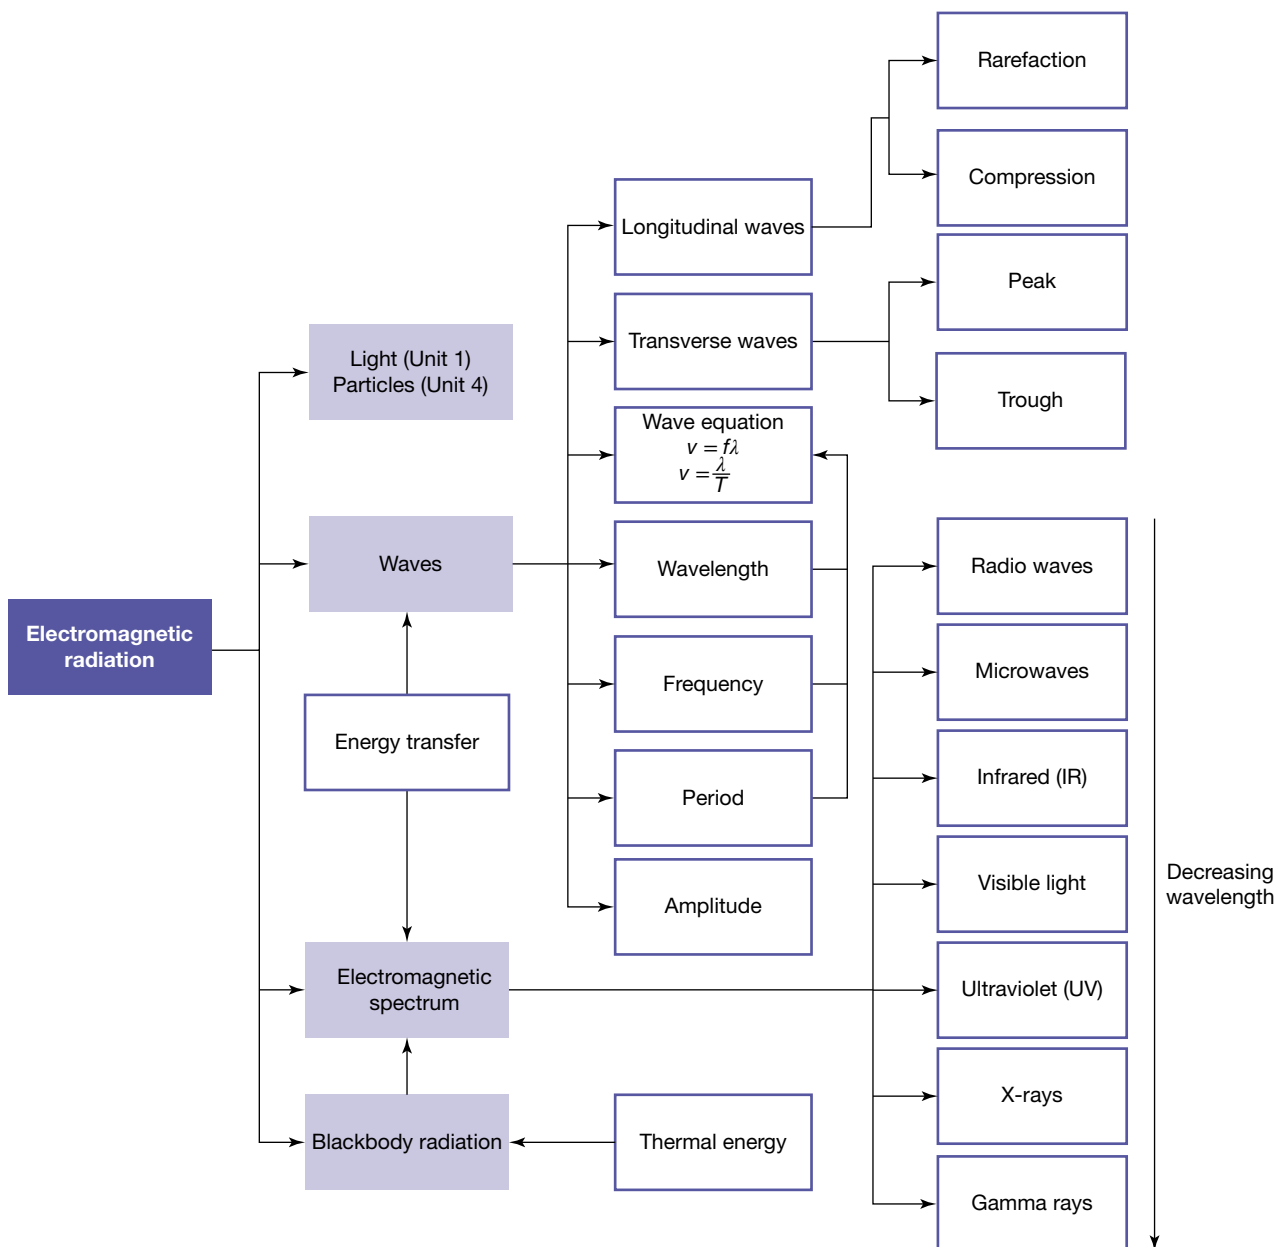 Electromagnetic
radiation
Light (Unit 1)
Particles (Unit 4)
Waves
Energy transfer
Electromagnetic
spectrum
Blackbody radiation
Longitudinal waves
Transverse waves
Wave equation
v = fλ
v = λ/T
Wavelength
Frequency
Period
Amplitude
Thermal energy
Rarefaction
Compression
Peak
Trough
Radio waves
Microwaves
Infrared (IR)
Visible light
Ultraviolet (UV)
X-rays
Gamma rays
Decreasing
wavelength